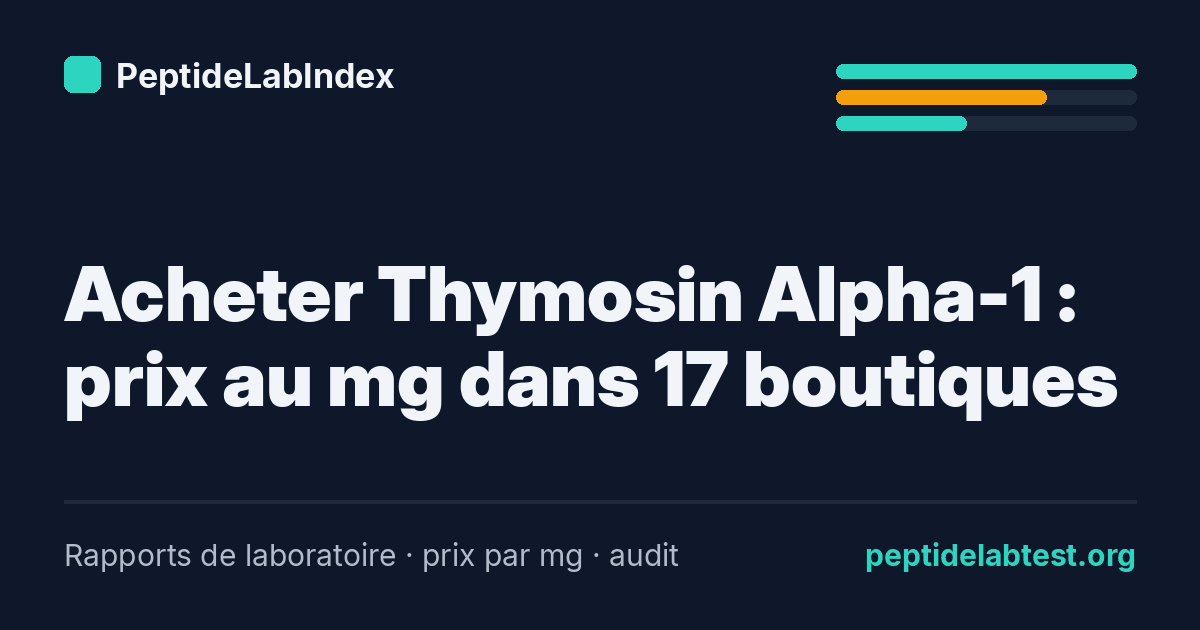 PeptideLabIndex
Acheter Thymosin Alpha-1 :
prix au mg dans 17 boutiques
Rapports de laboratoire · prix par mg · audit
peptidelabtest.org